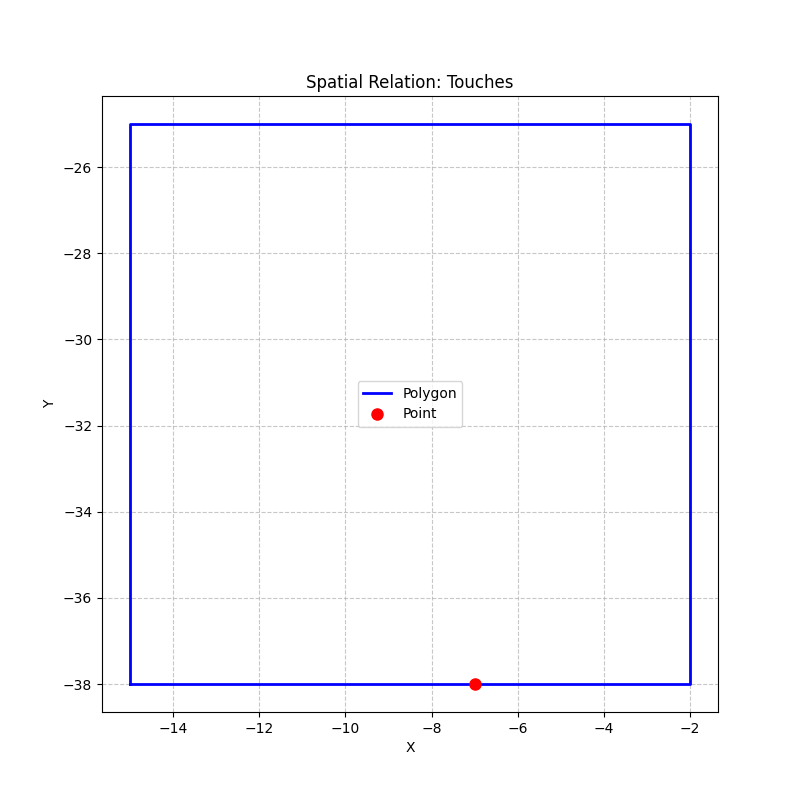 Spatial Relation: Touches
−26
−28
−30
−32
−34
−36
−38
Y
Polygon
Point
−14 −12 −10 −8 −6 −4 −2
X